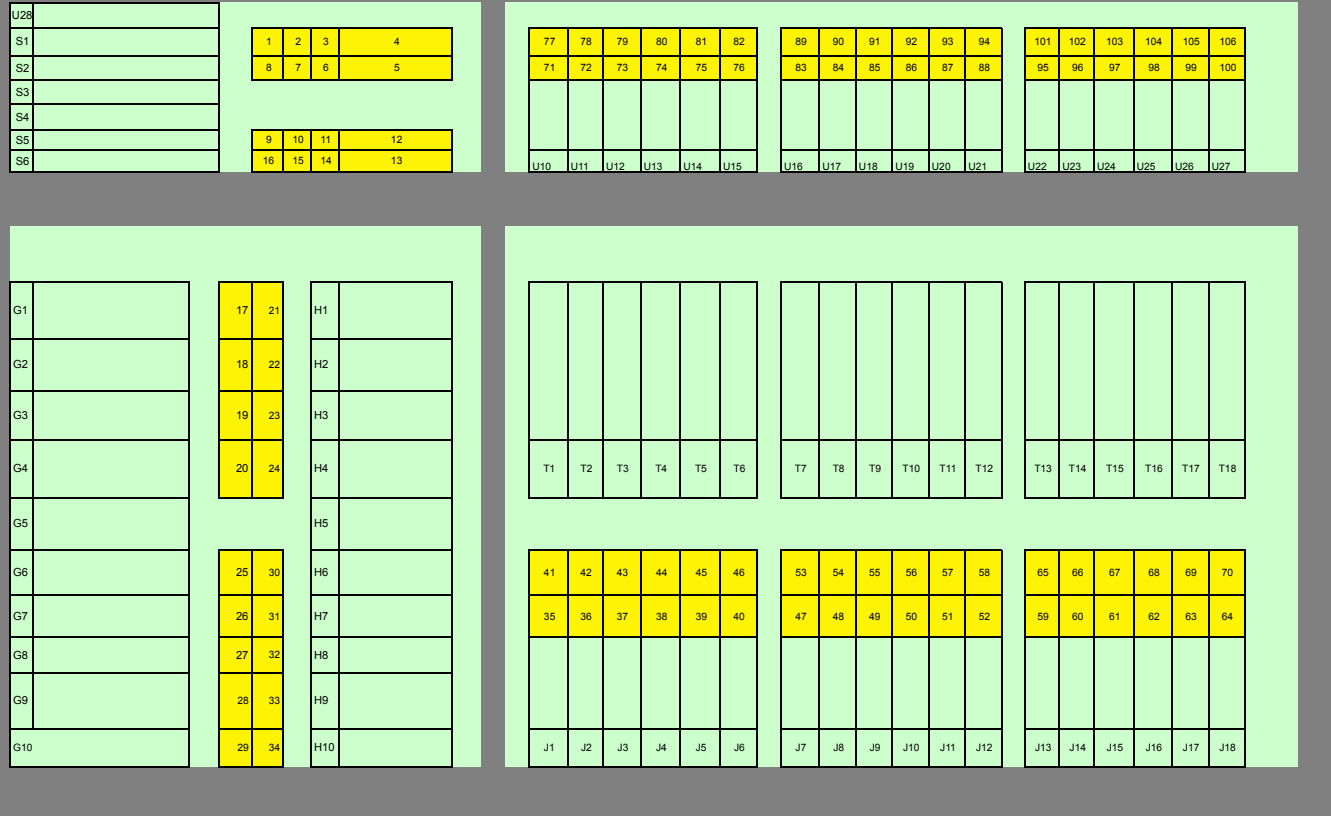 U28
S1 1 2 3 4 77 78 79 80 81 82 89 90 91 92 93 94 101 102 103 104 105 106
S2 8 7 6 5 71 72 73 74 75 76 83 84 85 86 87 88 95 96 97 98 99 100
S3
S4
S5 9 10 11 12
S6 16 15 14 13 U10 U11 U12 U13 U14 U15 U16 U17 U18 U19 U20 U21 U22 U23 U24 U25 U26 U27
G1 17 21 H1
G2 18 22 H2
G3 19 23 H3
G4 20 24 H4 T1 T2 T3 T4 T5 T6 T7 T8 T9 T10 T11 T12 T13 T14 T15 T16 T17 T18
G5 H5
G6 25 30 H6 41 42 43 44 45 46 53 54 55 56 57 58 65 66 67 68 69 70
G7 26 31 H7 35 36 37 38 39 40 47 48 49 50 51 52 59 60 61 62 63 64
G8 27 32 H8
G9 28 33 H9
G10 29 34 H10 J1 J2 J3 J4 J5 J6 J7 J8 J9 J10 J11 J12 J13 J14 J15 J16 J17 J18